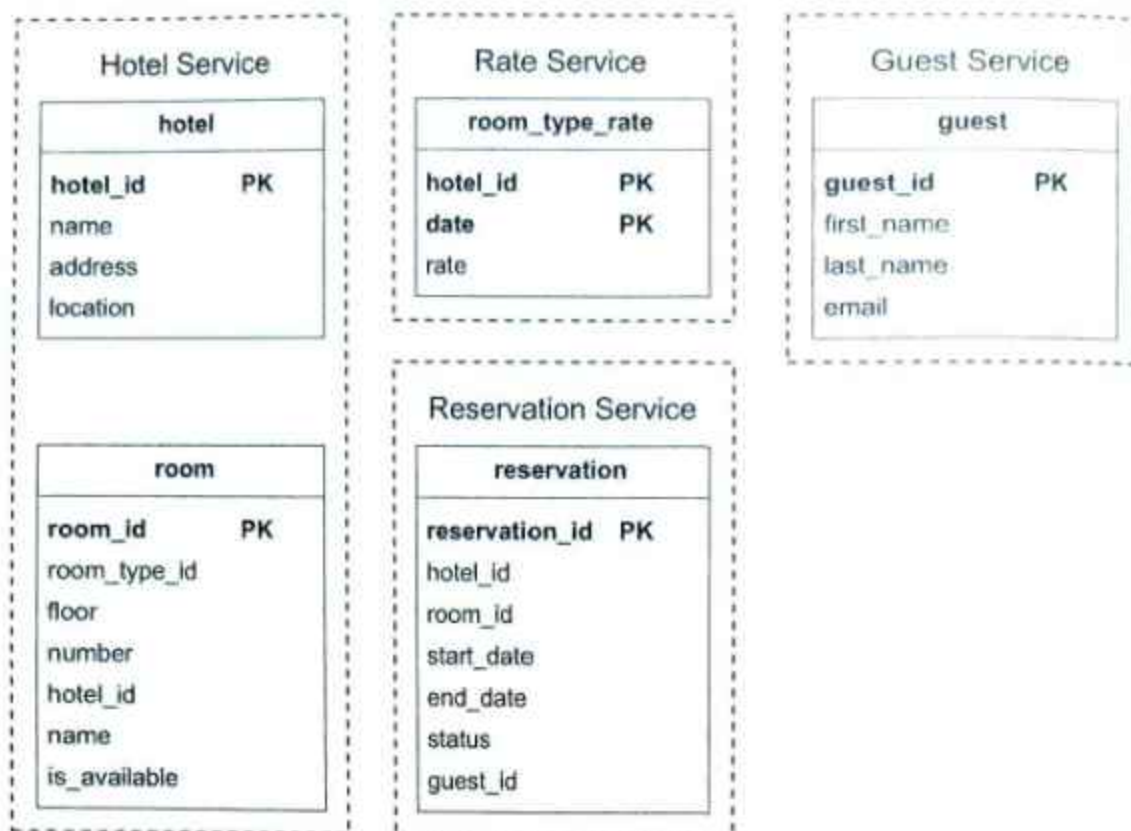 Hotel Service
hotel
hotel_id PK
name
address
location
room
room_id PK
room_type_id
floor
number
hotel_id
name
is_available
Rate Service
room_type_rate
hotel_id PK
date PK
rate
Reservation Service
reservation
reservation_id PK
hotel_id
room_id
start_date
end_date
status
guest_id
Guest Service
guest
guest_id PK
first_name
last_name
email